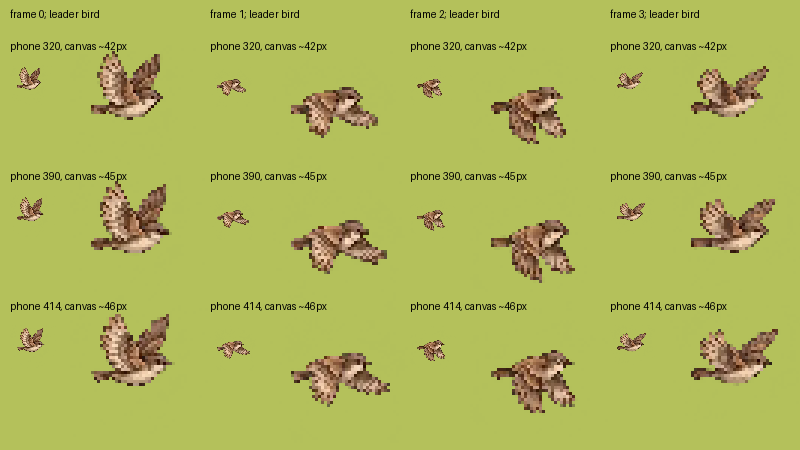 frame 0; leader bird
frame 1; leader bird
frame 2; leader bird
frame 3; leader bird
phone 320, canvas ~42px
phone 320, canvas ~42px
phone 320, canvas ~42px
phone 320, canvas ~42px
phone 390, canvas ~45px
phone 390, canvas ~45px
phone 390, canvas ~45px
phone 390, canvas ~45px
phone 414, canvas ~46px
phone 414, canvas ~46px
phone 414, canvas ~46px
phone 414, canvas ~46px